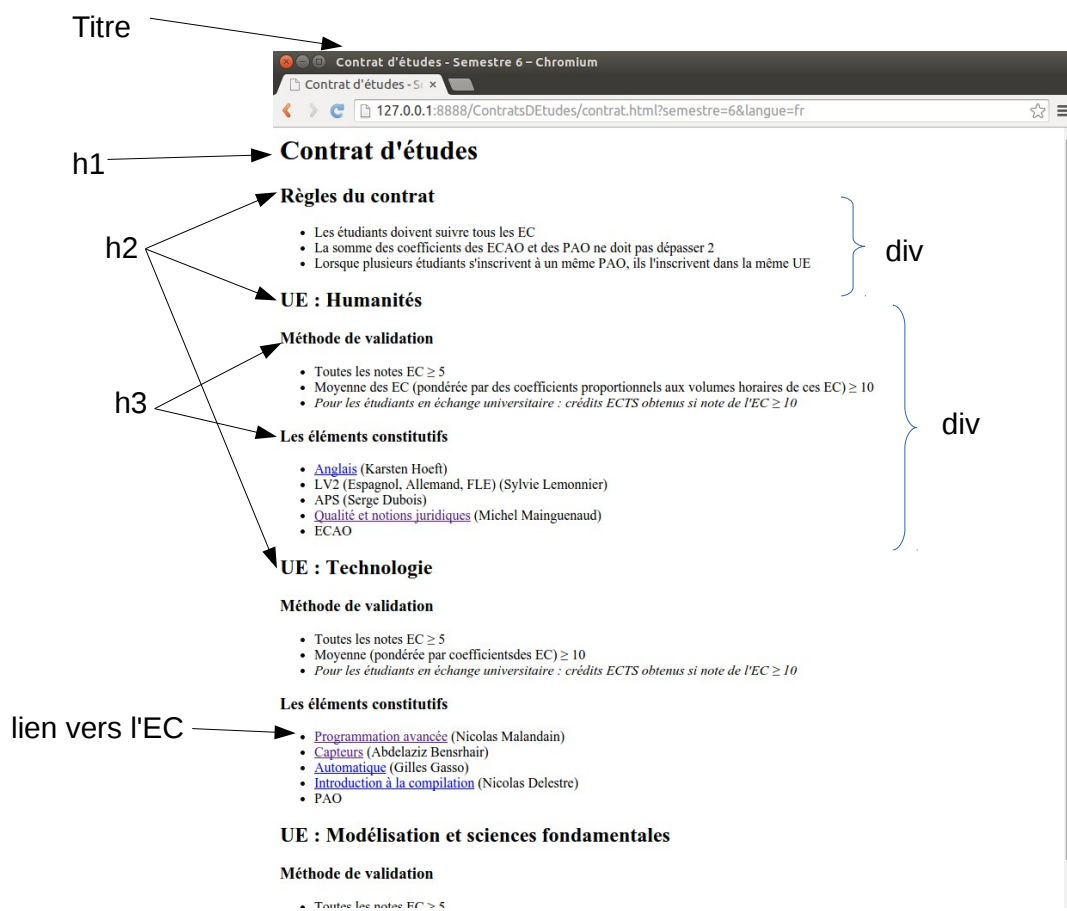 Titre
Contrat d'études - Semestre 6 – Chromium
Contrat d'études - S
127.0.0.1:8888/ContratsDEtudes/contrat.html?semestre=6&langue=fr
h1
Contrat d'études
h2
Règles du contrat
• Les étudiants doivent suivre tous les EC
• La somme des coefficients des ECAO et des PAO ne doit pas dépasser 2
• Lorsque plusieurs étudiants s'inscrivent à un même PAO, ils l'inscrivent dans la même UE
div
UE : Humanités
h3
Méthode de validation
• Toutes les notes EC ≥ 5
• Moyenne des EC (pondérée par des coefficients proportionnels aux volumes horaires de ces EC) ≥ 10
• Pour les étudiants en échange universitaire : crédits ECTS obtenus si note de l'EC ≥ 10
div
Les éléments constitutifs
• Anglais (Karsten Hoeft)
• LV2 (Espagnol, Allemand, FLE) (Sylvie Lemonnier)
• APS (Serge Dubois)
• Qualité et notions juridiques (Michel Mainguenaud)
• ECAO
UE : Technologie
Méthode de validation
• Toutes les notes EC ≥ 5
• Moyenne (pondérée par coefficientsdes EC) ≥ 10
• Pour les étudiants en échange universitaire : crédits ECTS obtenus si note de l'EC ≥ 10
Les éléments constitutifs
lien vers l'EC
• Programmation avancée (Nicolas Malandain)
• Capteurs (Abdelaziz Bensrhair)
• Automatique (Gilles Gasso)
• Introduction à la compilation (Nicolas Delestre)
• PAO
UE : Modélisation et sciences fondamentales
Méthode de validation
• Toutes les notes EC ≥ 5